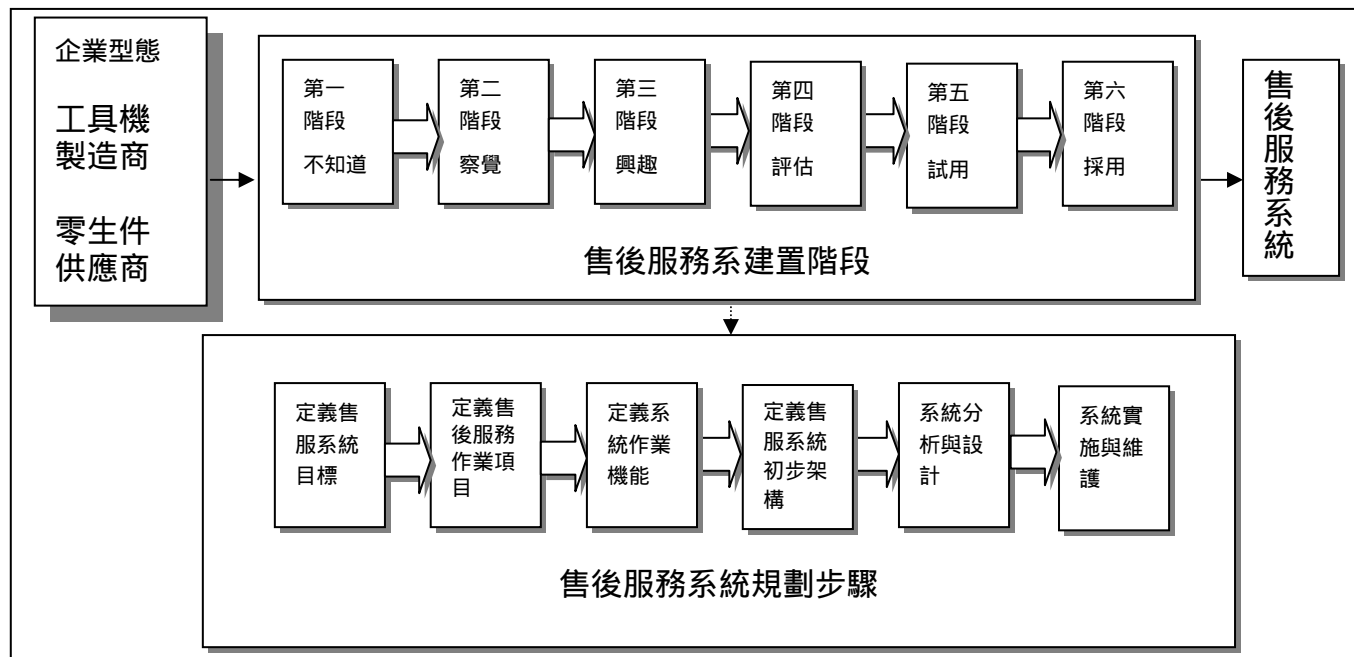 企業型態
工具機
製造商
零生件
供應商
第一
階段
不知道
第二
階段
察覺
第三
階段
興趣
第四
階段
評估
第五
階段
試用
第六
階段
採用
售後服務系建置階段
售後服務系統
定義售
服系統
目標
定義售
後服務
作業項
目
定義系
統作業
機能
定義售
服系統
初步架
構
系統分
析與設
計
系統實
施與維
護
售後服務系統規劃步驟